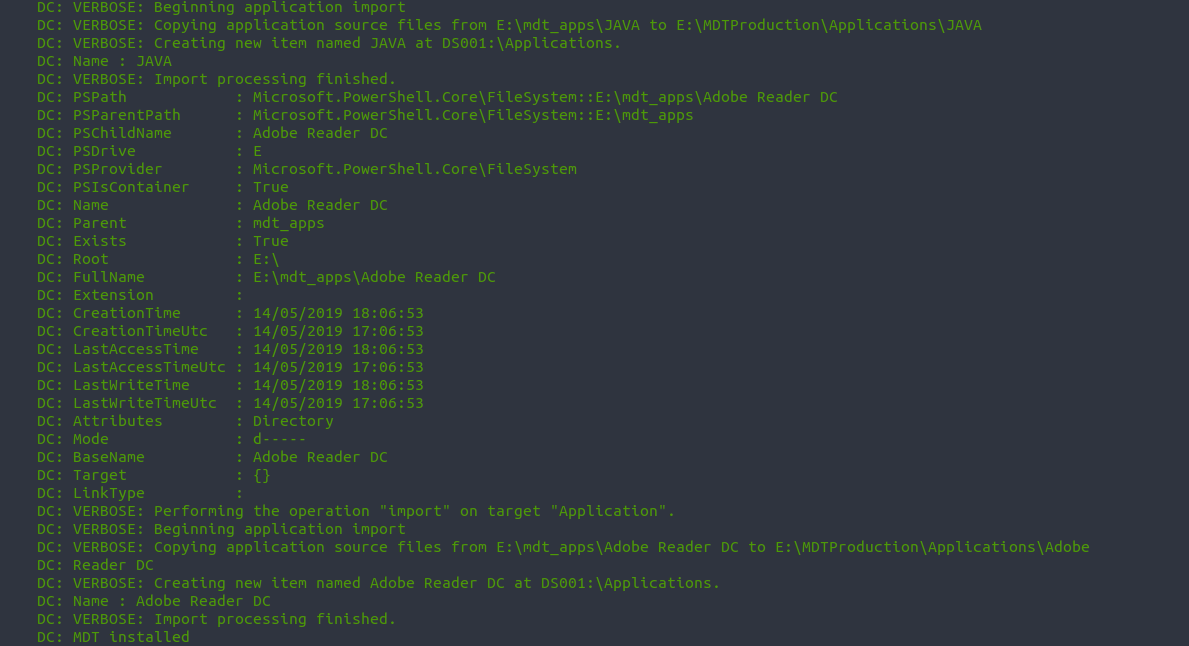 DC: VERBOSE: Beginning application import
DC: VERBOSE: Copying application source files from E:\mdt_apps\JAVA to E:\MDTProduction\Applications\JAVA
DC: VERBOSE: Creating new item named JAVA at DS001:\Applications.
DC: Name : JAVA
DC: VERBOSE: Import processing finished.
DC: PSPath            : Microsoft.PowerShell.Core\FileSystem::E:\mdt_apps\Adobe Reader DC
DC: PSParentPath      : Microsoft.PowerShell.Core\FileSystem::E:\mdt_apps
DC: PSChildName       : Adobe Reader DC
DC: PSDrive           : E
DC: PSProvider        : Microsoft.PowerShell.Core\FileSystem
DC: PSIsContainer     : True
DC: Name              : Adobe Reader DC
DC: Parent            : mdt_apps
DC: Exists            : True
DC: Root              : E:\
DC: FullName          : E:\mdt_apps\Adobe Reader DC
DC: Extension         :
DC: CreationTime      : 14/05/2019 18:06:53
DC: CreationTimeUtc   : 14/05/2019 17:06:53
DC: LastAccessTime    : 14/05/2019 18:06:53
DC: LastAccessTimeUtc : 14/05/2019 17:06:53
DC: LastWriteTime     : 14/05/2019 18:06:53
DC: LastWriteTimeUtc  : 14/05/2019 17:06:53
DC: Attributes        : Directory
DC: Mode              : d-----
DC: BaseName          : Adobe Reader DC
DC: Target            : {}
DC: LinkType          :
DC: VERBOSE: Performing the operation "import" on target "Application".
DC: VERBOSE: Beginning application import
DC: VERBOSE: Copying application source files from E:\mdt_apps\Adobe Reader DC to E:\MDTProduction\Applications\Adobe
DC: Reader DC
DC: VERBOSE: Creating new item named Adobe Reader DC at DS001:\Applications.
DC: Name : Adobe Reader DC
DC: VERBOSE: Import processing finished.
DC: MDT installed